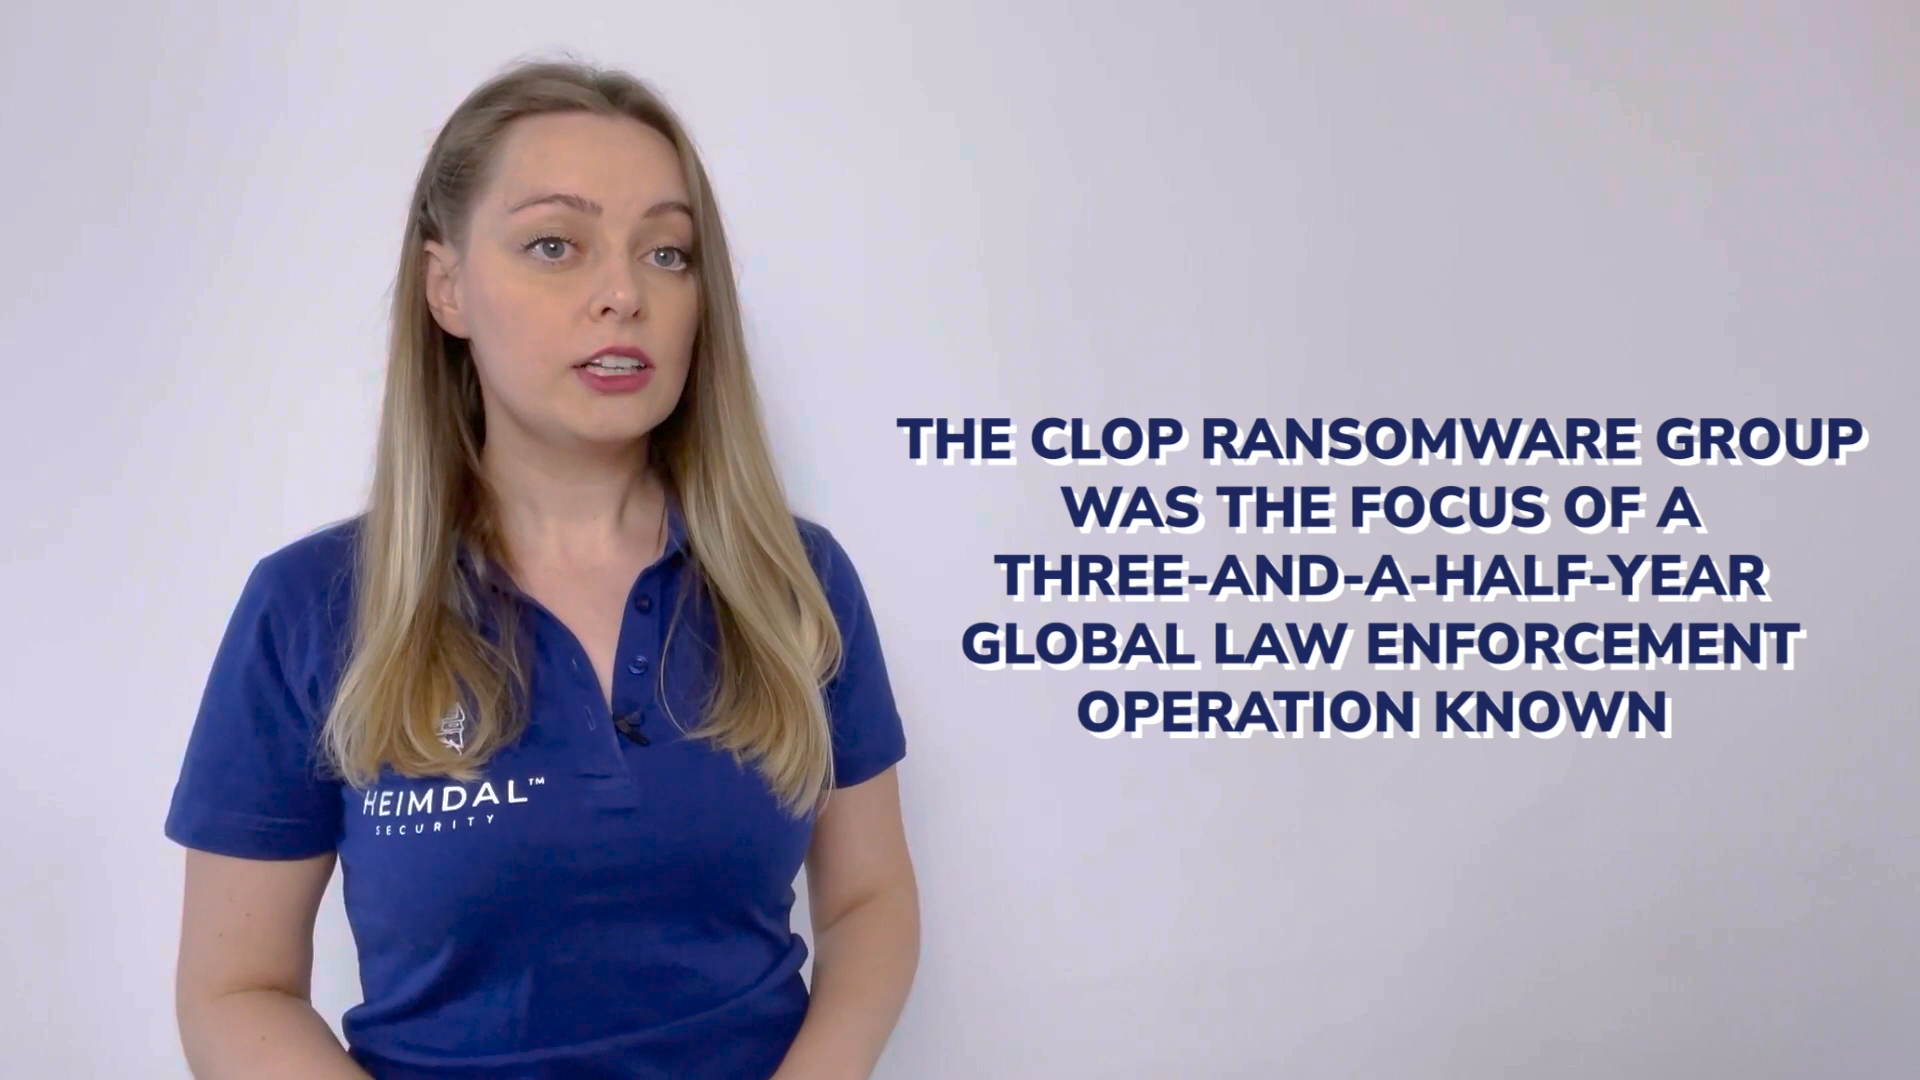 THE CLOP RANSOMWARE GROUP
WAS THE FOCUS OF A
THREE-AND-A-HALF-YEAR
GLOBAL LAW ENFORCEMENT
OPERATION KNOWN
HEIMDAL™
SECURITY